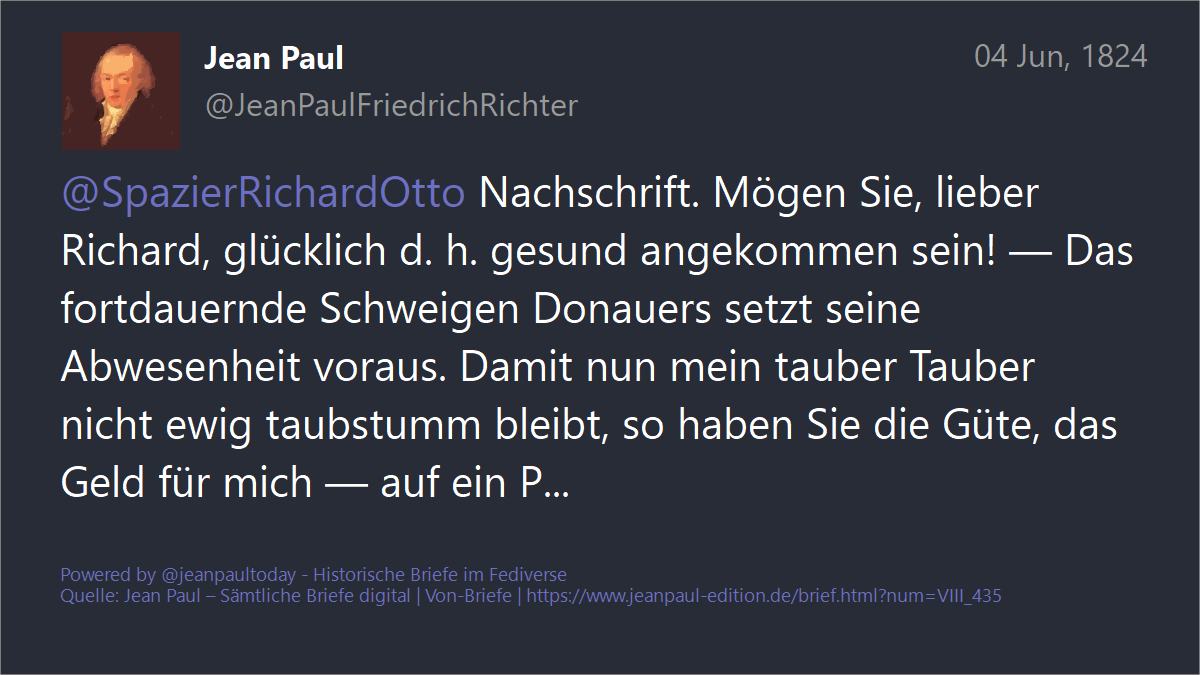 Jean Paul
04 Jun, 1824
@JeanPaulFriedrichRichter
@SpazierRichardOtto Nachschrift. Mögen Sie, lieber
Richard, glücklich d. h. gesund angekommen sein! — Das
fortdauernde Schweigen Donauers setzt seine
Abwesenheit voraus. Damit nun mein tauber Tauber
nicht ewig taubstumm bleibt, so haben Sie die Güte, das
Geld für mich — auf ein P...
Powered by @jeanpaultoday - Historische Briefe im Fediverse
Quelle: Jean Paul – Sämtliche Briefe digital | Von-Briefe | https://www.jeanpaul-edition.de/brief.html?num=VIII_435